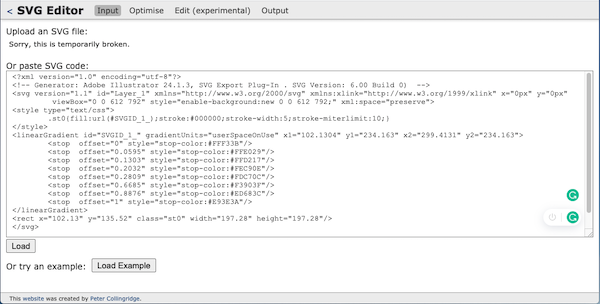 < SVG Editor Input Optimise Edit (experimental) Output
Upload an SVG file:
Sorry, this is temporarily broken.
Or paste SVG code:
<?xml version="1.0" encoding="utf-8"?>
<!-- Generator: Adobe Illustrator 24.1.3, SVG Export Plug-In . SVG Version: 6.00 Build 0)  -->
<svg version="1.1" id="Layer_1" xmlns="http://www.w3.org/2000/svg" xmlns:xlink="http://www.w3.org/1999/xlink" x="0px" y="0px"
viewBox="0 0 612 792" style="enable-background:new 0 0 612 792;" xml:space="preserve">
<style type="text/css">
.st0{fill:url(#SVGID_1_);stroke:#000000;stroke-width:5;stroke-miterlimit:10;}
</style>
<linearGradient id="SVGID_1_" gradientUnits="userSpaceOnUse" x1="102.1304" y1="234.163" x2="299.4131" y2="234.163">
<stop  offset="0" style="stop-color:#FFF33B"/>
<stop  offset="0.0595" style="stop-color:#FFE029"/>
<stop  offset="0.1303" style="stop-color:#FFD217"/>
<stop  offset="0.2032" style="stop-color:#FEC90E"/>
<stop  offset="0.2809" style="stop-color:#FDC70C"/>
<stop  offset="0.6685" style="stop-color:#F3903F"/>
<stop  offset="0.8876" style="stop-color:#ED683C"/>
<stop  offset="1" style="stop-color:#E93E3A"/>
</linearGradient>
<rect x="102.13" y="135.52" class="st0" width="197.28" height="197.28"/>
</svg>
Load
Or try an example: Load Example
This website was created by Peter Collingridge.